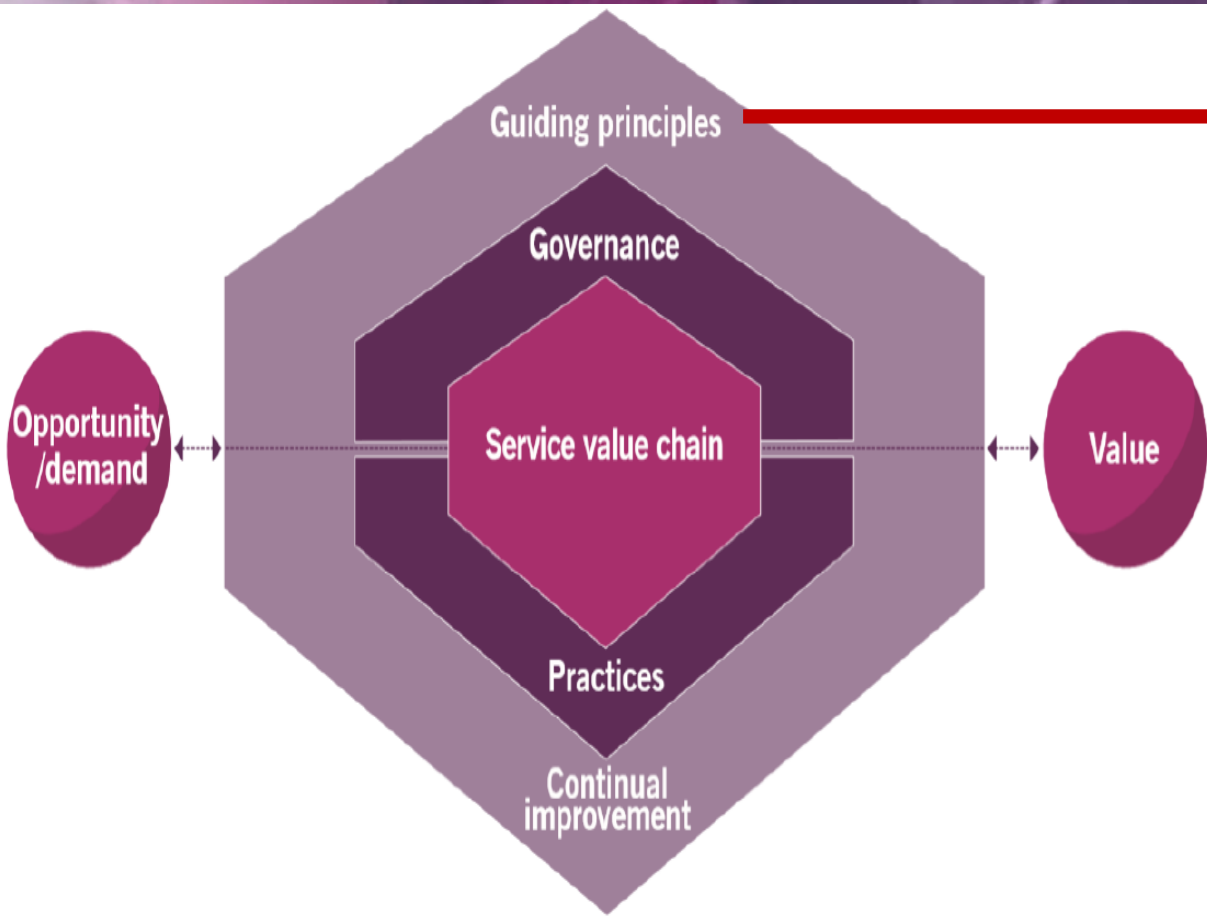 Guiding principles
Governance
Opportunity
/demand
Service value chain
Value
Practices
Continual
improvement